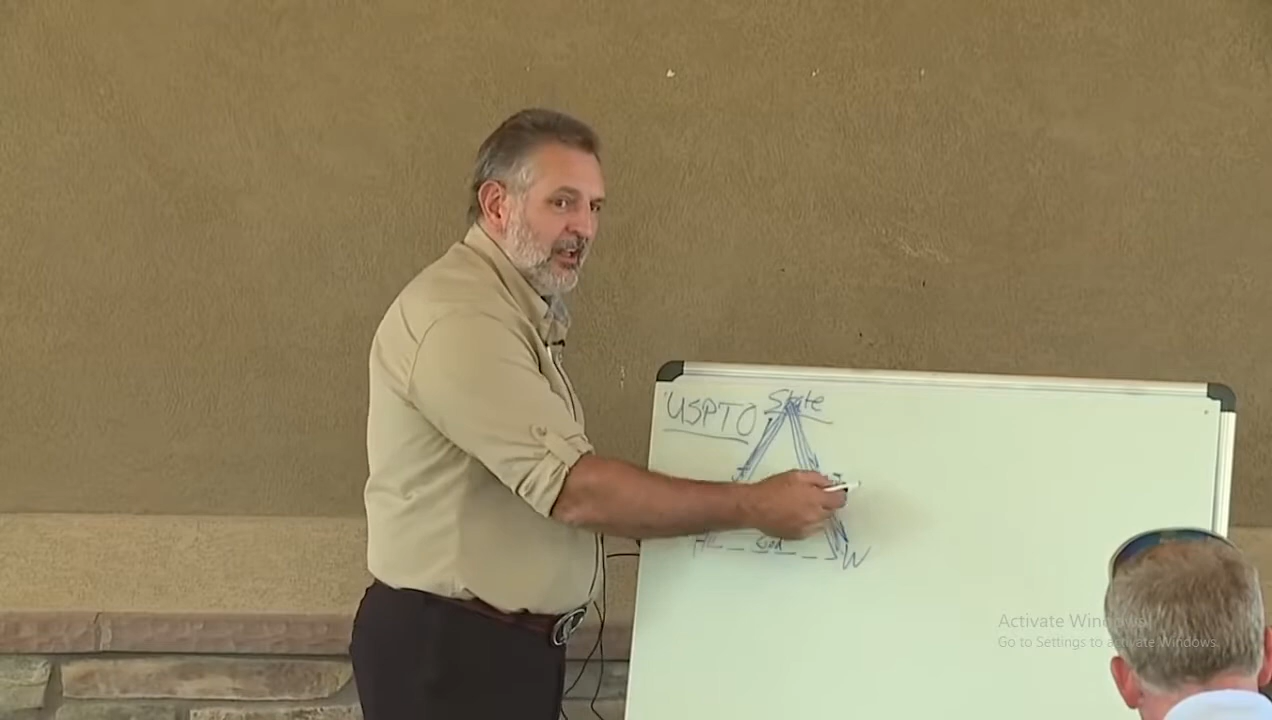 USPTO
State
H
God
W
Activate Windows
Go to Settings to activate Windows.